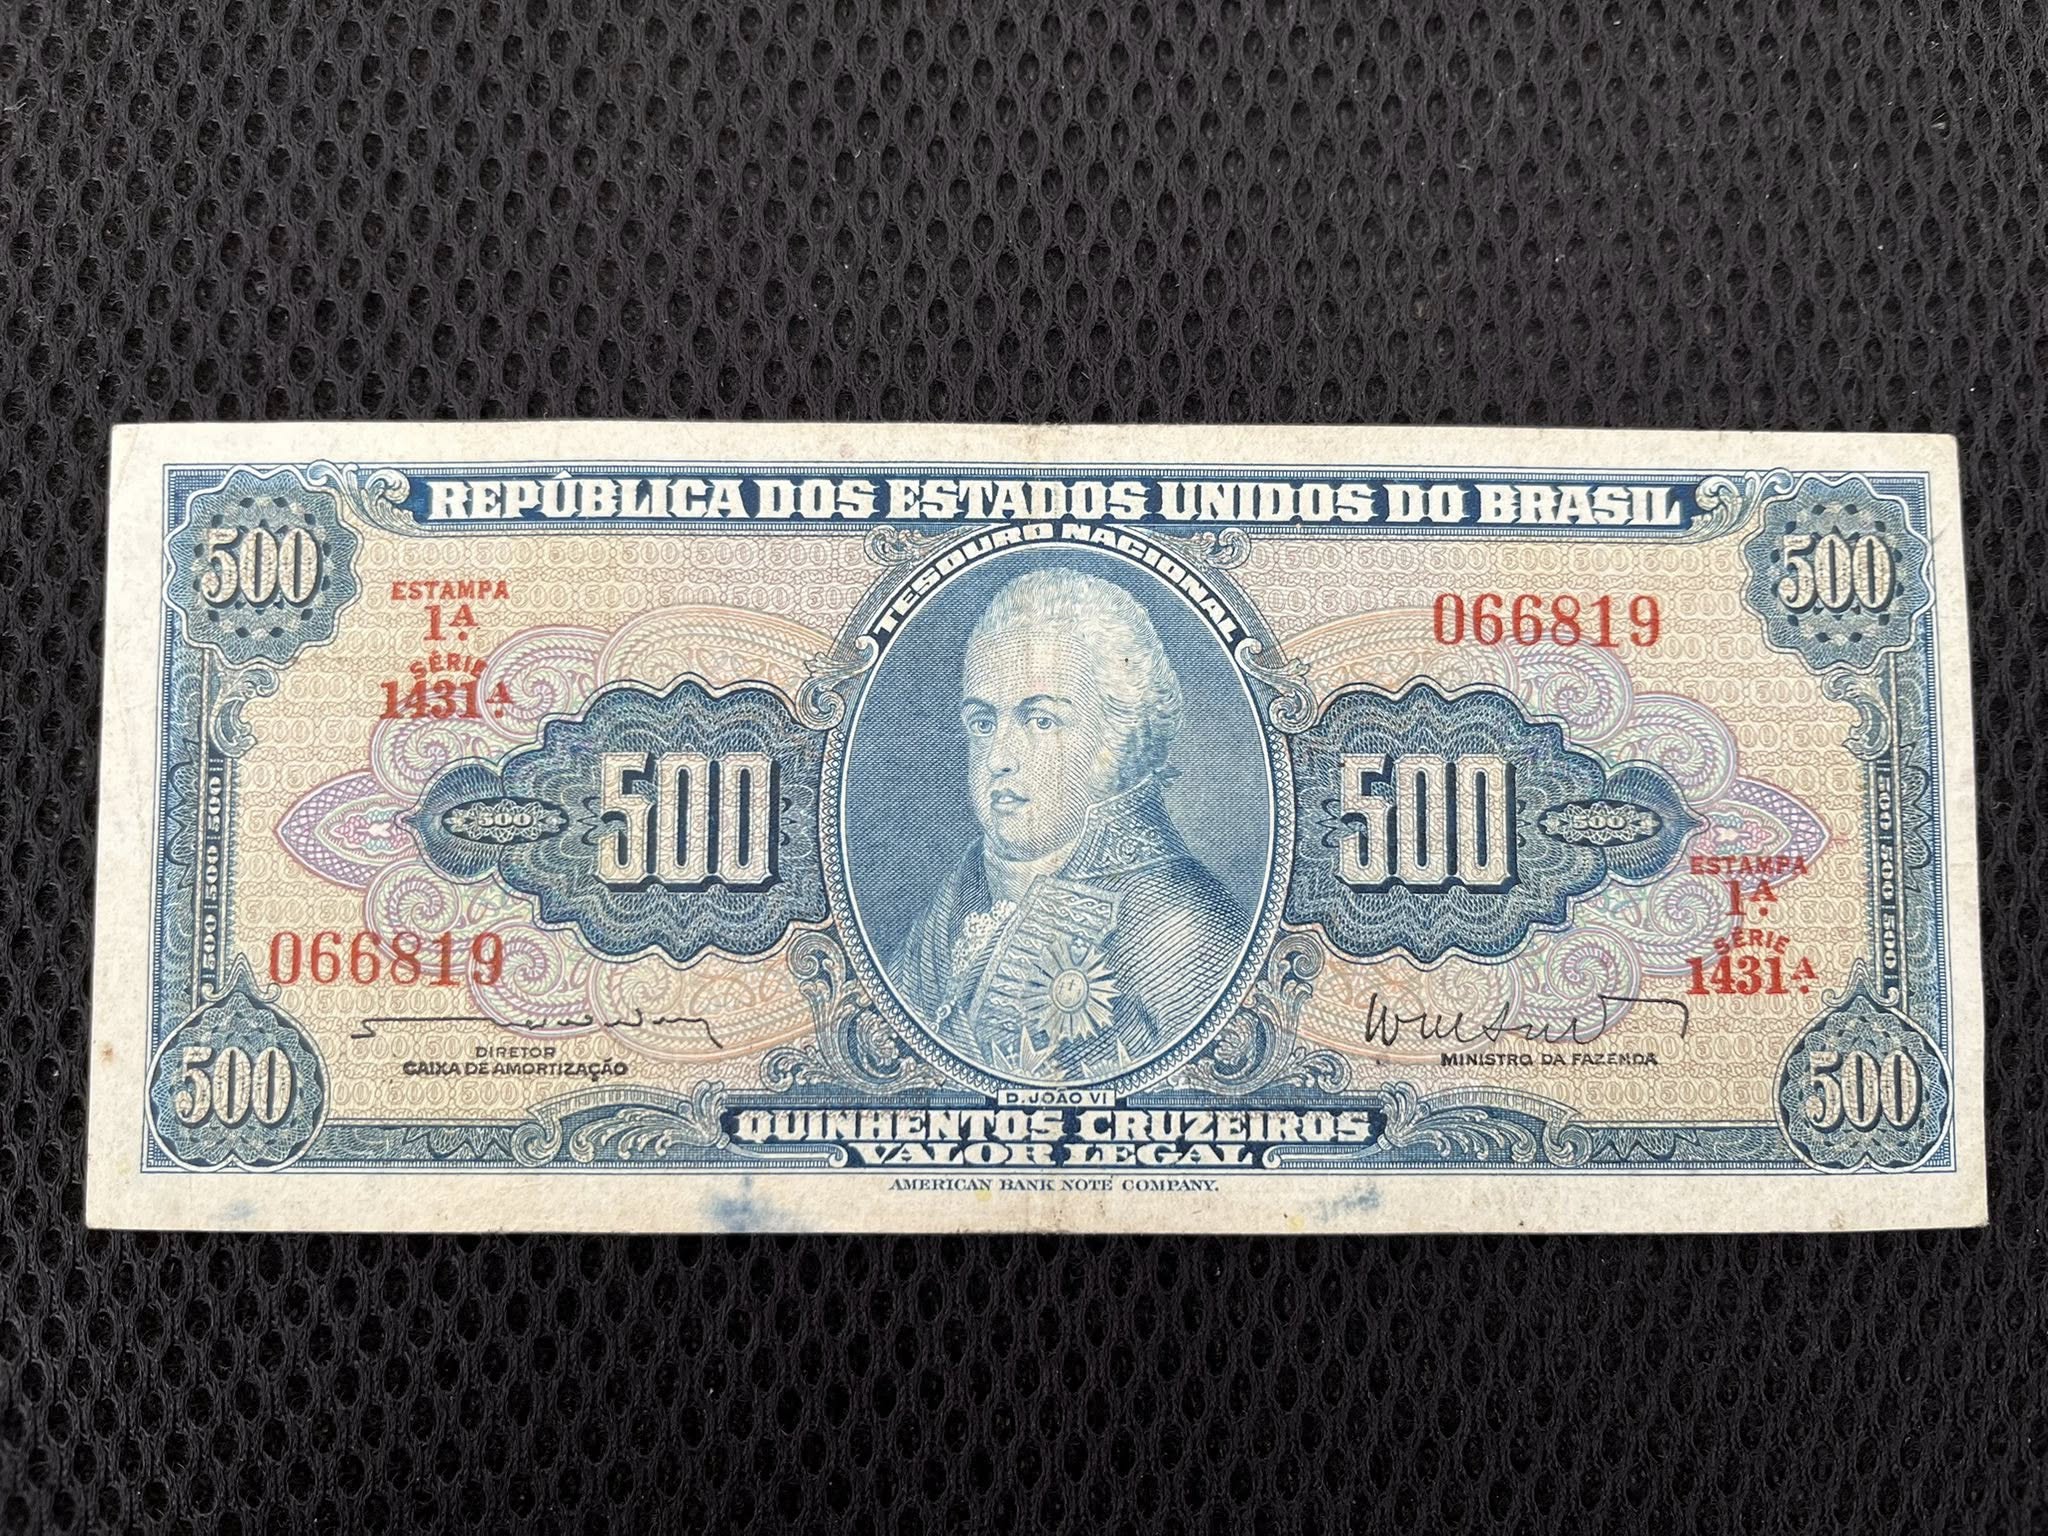 REPÚBLICA DOS ESTADOS UNIDOS DO BRASIL
TESOURO NACIONAL
500
500
ESTAMPA
1A.
SÉRIE
1431A.
066819
500
500
500
500
ESTAMPA
1A.
SÉRIE
1431A.
066819
DIRETOR
CAIXA DE AMORTIZAÇÃO
MINISTRO DA FAZENDA
500
500
D. JOÃO VI
QUINHENTOS CRUZEIROS
VALOR LEGAL
AMERICAN BANK NOTE COMPANY.